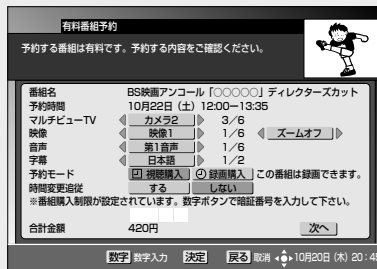 有料番組予約
予約する番組は有料です。予約する内容をご確認ください。
番組名 BS映画アンコール「○○○○○」ディレクターズカット
予約時間 10月22日（土）12:00ー13:35
マルチビューTV カメラ2 3／6
映像 映像1 1／6 ズームオフ
音声 第1音声 1／6
字幕 日本語 1／2
予約モード 視聴購入 録画購入 この番組は録画できます。
時間変更追従 する しない
※番組購入制限が設定されています。数字ボタンで暗証番号を入力して下さい。
合計金額 420円 次へ
数字 数字入力 決定 戻る 取消 10月20日（木）20：45